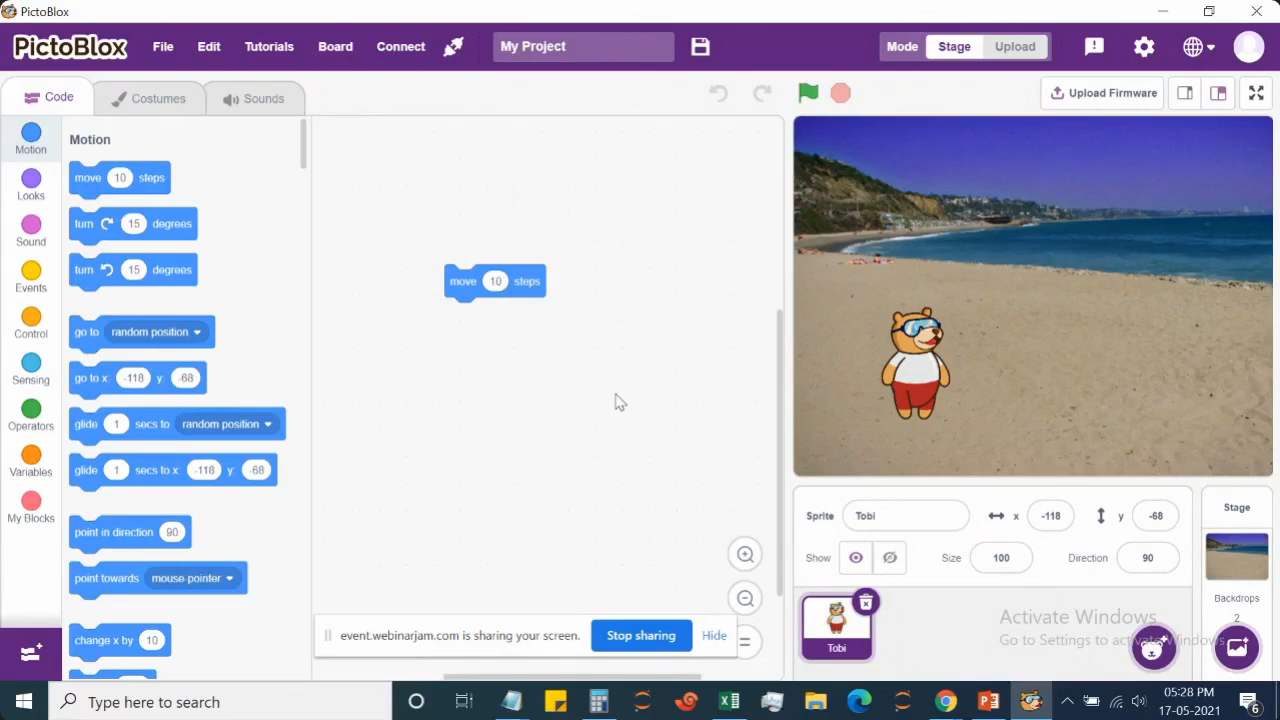 PictoBlox
PictoBlox File Edit Tutorials Board Connect My Project Mode Stage Upload
Code Costumes Sounds Upload Firmware
Motion
Looks
Sound
Events
Control
Sensing
Operators
Variables
My Blocks
Motion
move 10 steps
turn 15 degrees
turn 15 degrees
go to random position
go to x: -118 y: -68
glide 1 secs to random position
glide 1 secs to x: -118 y: -68
point in direction 90
point towards mouse-pointer
change x by 10
move 10 steps
event.webinarjam.com is sharing your screen. Stop sharing Hide
Sprite Tobi x -118 y -68
Show Size 100 Direction 90
Tobi
Stage
Backdrops
2
Activate Windows
Go to Settings to activate Windows.
Type here to search
05:28 PM
17-05-2021
6